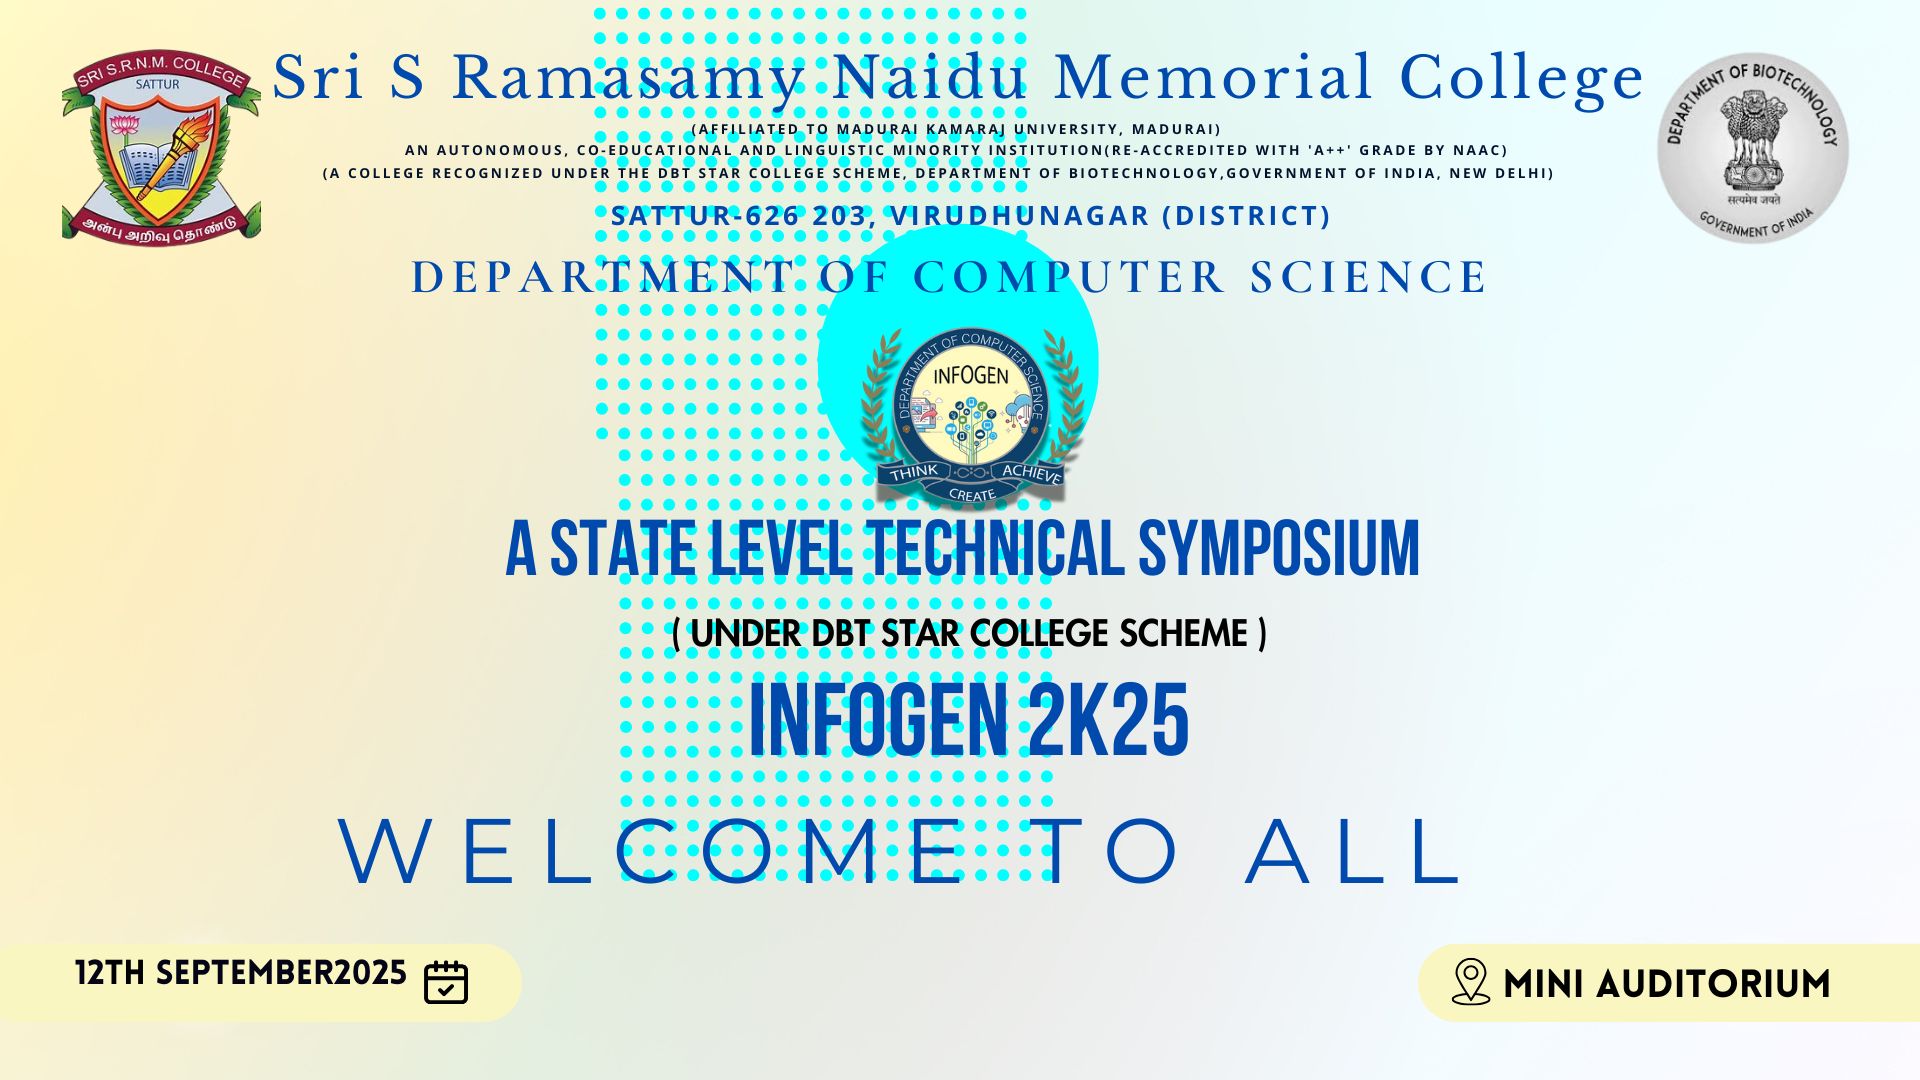 SRI S.R.N.M. COLLEGE
SATTUR
அன்பு அறிவு தொண்டு
Sri S Ramasamy Naidu Memorial College
(AFFILIATED TO MADURAI KAMARAJ UNIVERSITY, MADURAI)
AN AUTONOMOUS, CO-EDUCATIONAL AND LINGUISTIC MINORITY INSTITUTION(RE-ACCREDITED WITH 'A++' GRADE BY NAAC)
(A COLLEGE RECOGNIZED UNDER THE DBT STAR COLLEGE SCHEME, DEPARTMENT OF BIOTECHNOLOGY,GOVERNMENT OF INDIA, NEW DELHI)
SATTUR-626 203, VIRUDHUNAGAR (DISTRICT)
DEPARTMENT OF BIOTECHNOLOGY
सत्यमेव जयते
GOVERNMENT OF INDIA
DEPARTMENT OF COMPUTER SCIENCE
DEPARTMENT OF COMPUTER SCIENCE
INFOGEN
THINK
CREATE
ACHIEVE
A STATE LEVEL TECHNICAL SYMPOSIUM
( UNDER DBT STAR COLLEGE SCHEME )
INFOGEN 2K25
WELCOME TO ALL
12TH SEPTEMBER2025
MINI AUDITORIUM